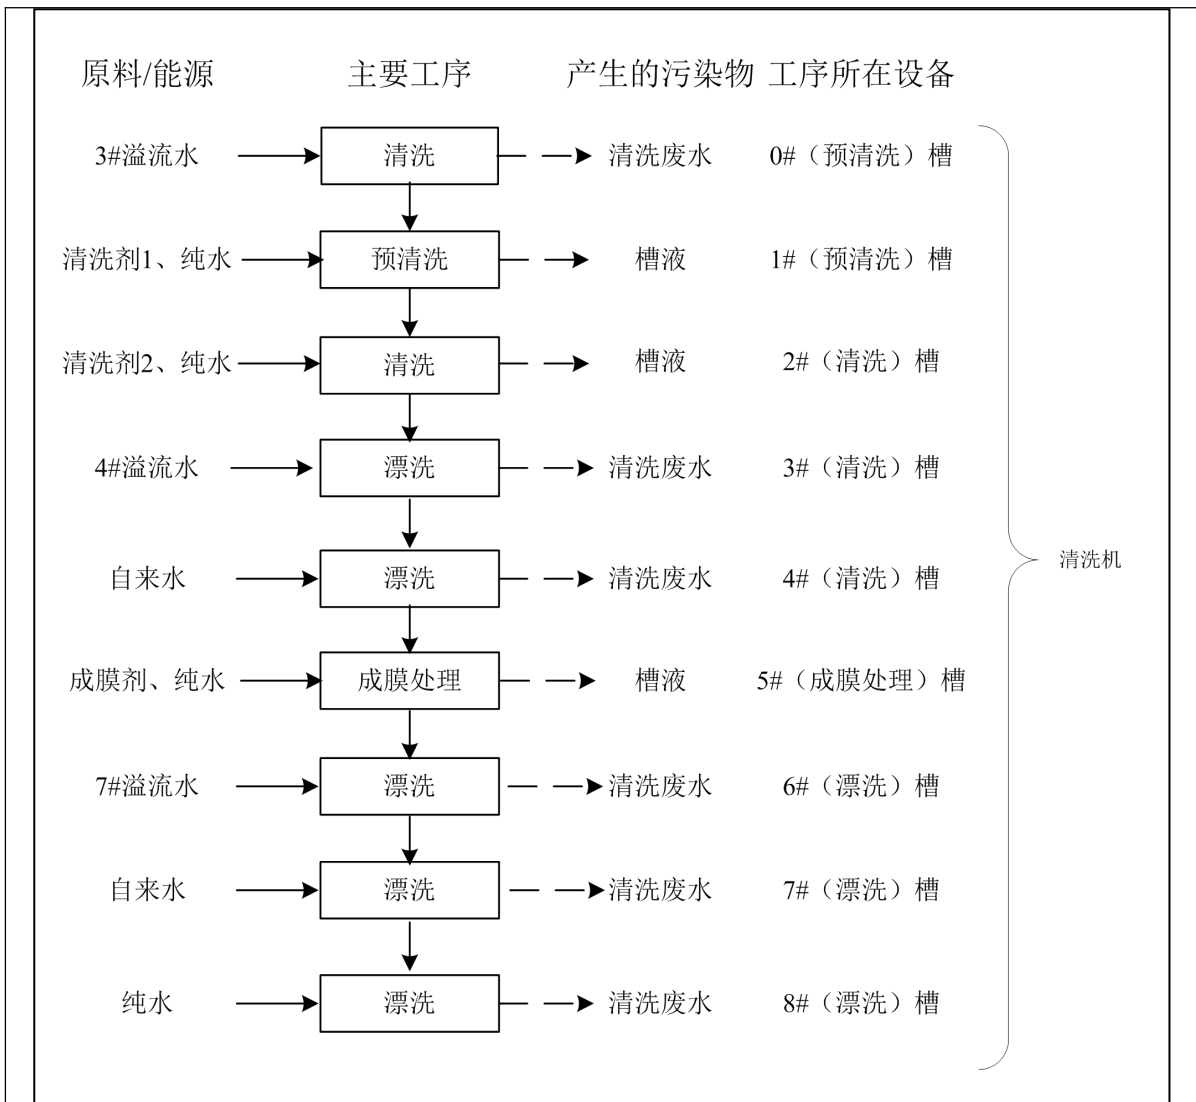 原料/能源 主要工序 产生的污染物 工序所在设备
3#溢流水 清洗 清洗废水 0#（预清洗）槽
清洗剂1、纯水 预清洗 槽液 1#（预清洗）槽
清洗剂2、纯水 清洗 槽液 2#（清洗）槽
4#溢流水 漂洗 清洗废水 3#（清洗）槽
清洗机
自来水 漂洗 清洗废水 4#（清洗）槽
成膜剂、纯水 成膜处理 槽液 5#（成膜处理）槽
7#溢流水 漂洗 清洗废水 6#（漂洗）槽
自来水 漂洗 清洗废水 7#（漂洗）槽
纯水 漂洗 清洗废水 8#（漂洗）槽